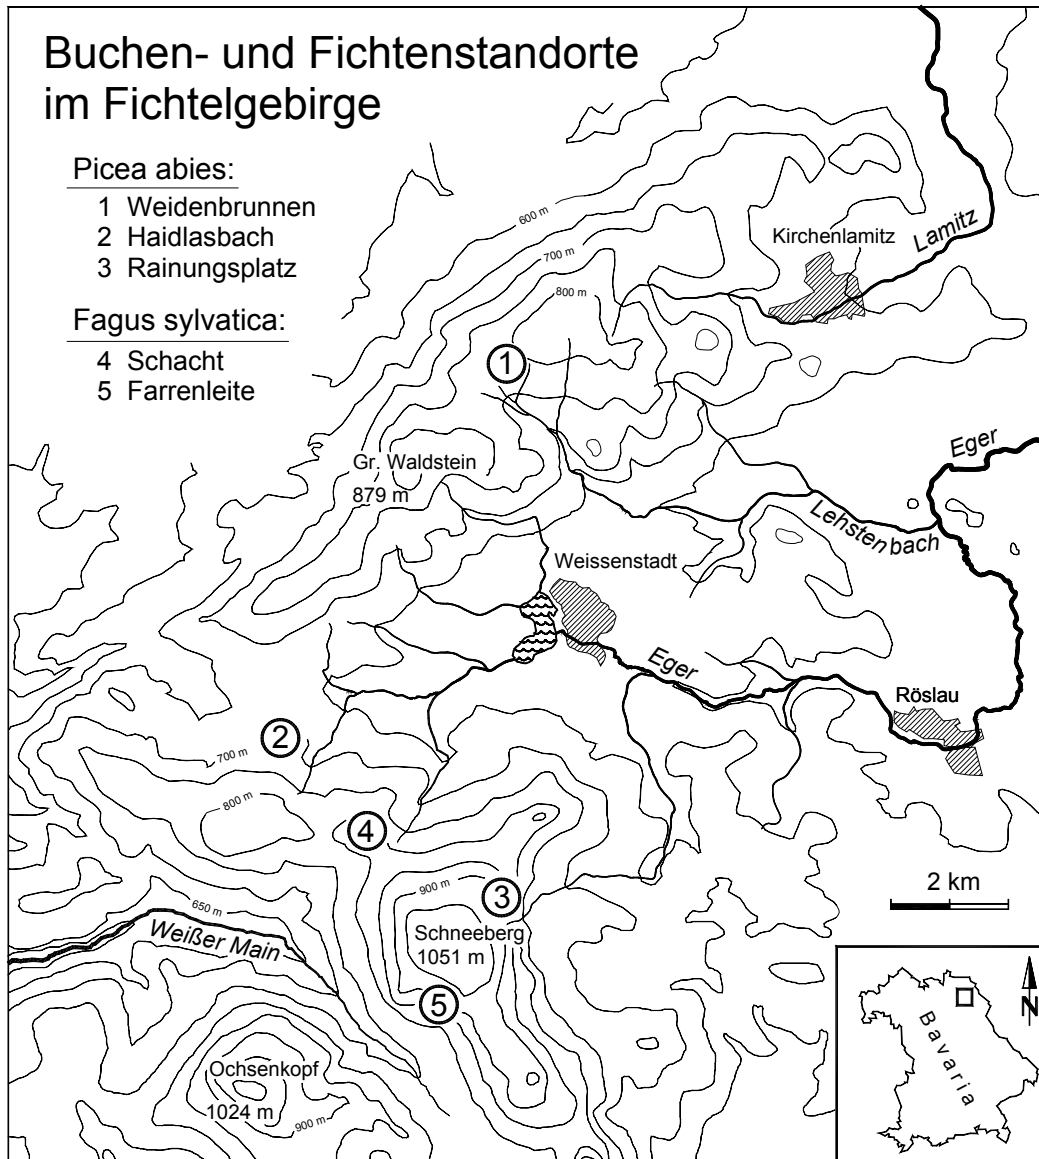 Buchen- und Fichtenstandorte
im Fichtelgebirge
Picea abies:
1 Weidenbrunnen
2 Haidlasbach
3 Rainungsplatz
Fagus sylvatica:
4 Schacht
5 Farrenleite
600 m
700 m
800 m
Kirchenlamitz
Lamitz
1
Gr. Waldstein
879 m
Eger
Lehstenbach
Weissenstadt
Eger
Röslau
2
700 m
800 m
4
900 m
3
2 km
650 m
Weißer Main
Schneeberg
1051 m
5
Ochsenkopf
1024 m
900 m
N
Bavaria